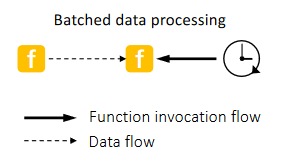 Batched data processing
f f
Function invocation flow
Data flow